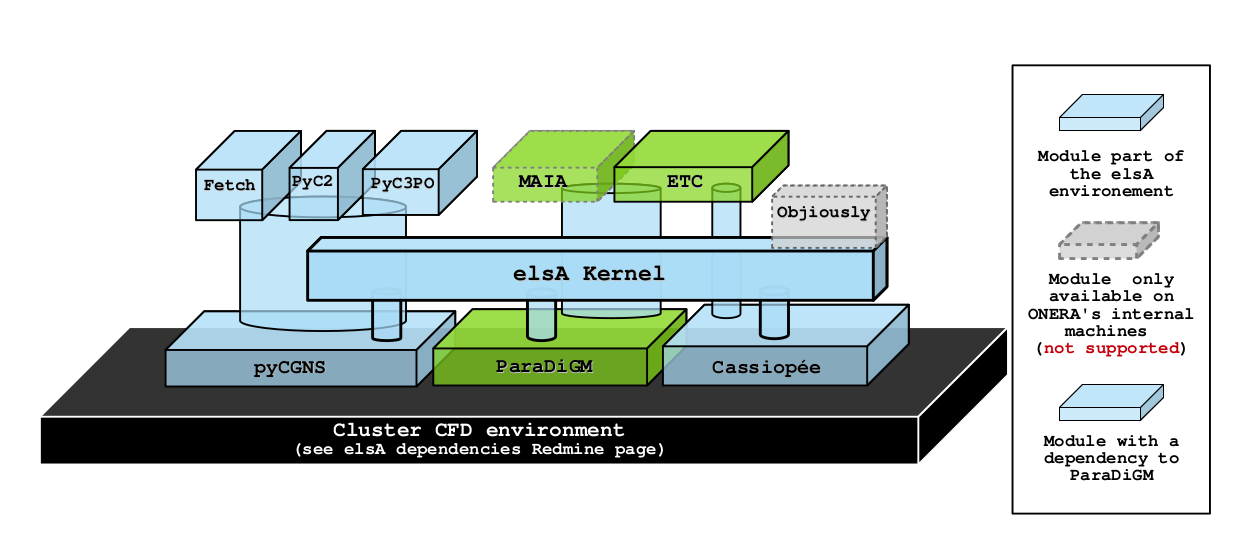 Fetch
PyC2
PyC3PO
MAIA
ETC
Objiously
elsA Kernel
pyCGNS
ParaDiGM
Cassiopée
Cluster CFD environment
(see elsA dependencies Redmine page)
Module part of
the elsA
environement
Module only
available on
ONERA's internal
machines
(not supported)
Module with a
dependency to
ParaDiGM